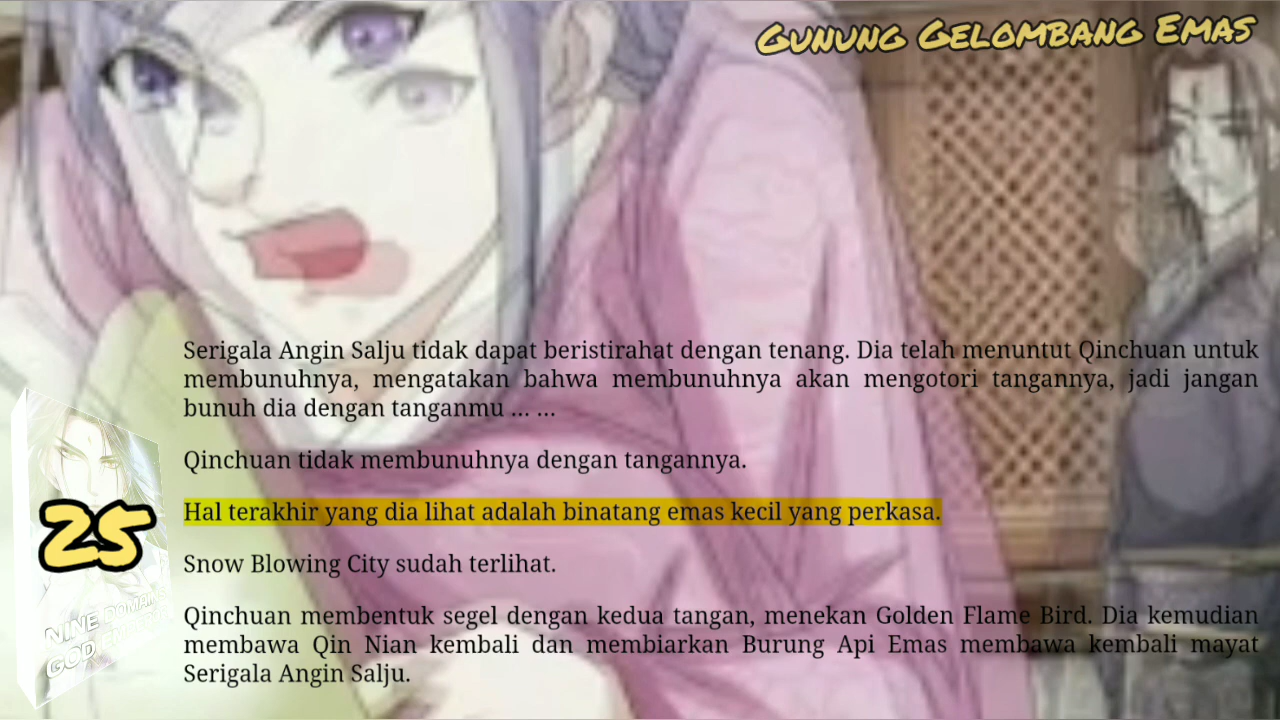 Gunung Gelombang Emas
Serigala Angin Salju tidak dapat beristirahat dengan tenang. Dia telah menuntut Qinchuan untuk
membunuhnya, mengatakan bahwa membunuhnya akan mengotori tangannya, jadi jangan
bunuh dia dengan tanganmu ... ...
Qinchuan tidak membunuhnya dengan tangannya.
Hal terakhir yang dia lihat adalah binatang emas kecil yang perkasa.
25
Snow Blowing City sudah terlihat.
Qinchuan membentuk segel dengan kedua tangan, menekan Golden Flame Bird. Dia kemudian
membawa Qin Nian kembali dan membiarkan Burung Api Emas membawa kembali mayat
Serigala Angin Salju.
NINE
GOD